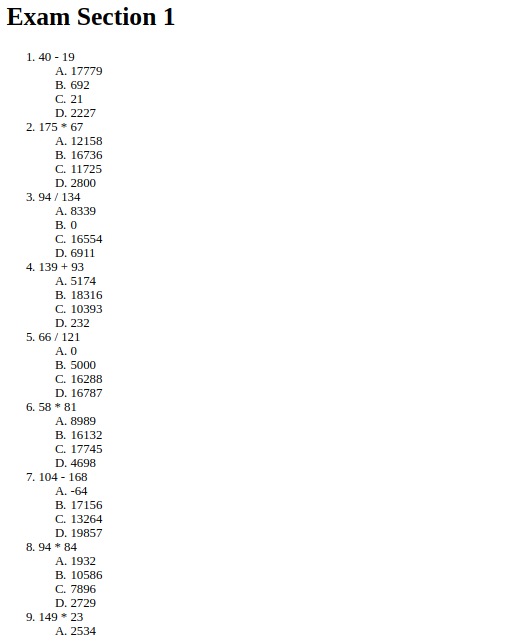 Exam Section 1
1. 40 - 19
A. 17779
B. 692
C. 21
D. 2227
2. 175 * 67
A. 12158
B. 16736
C. 11725
D. 2800
3. 94 / 134
A. 8339
B. 0
C. 16554
D. 6911
4. 139 + 93
A. 5174
B. 18316
C. 10393
D. 232
5. 66 / 121
A. 0
B. 5000
C. 16288
D. 16787
6. 58 * 81
A. 8989
B. 16132
C. 17745
D. 4698
7. 104 - 168
A. -64
B. 17156
C. 13264
D. 19857
8. 94 * 84
A. 1932
B. 10586
C. 7896
D. 2729
9. 149 * 23
A. 2534